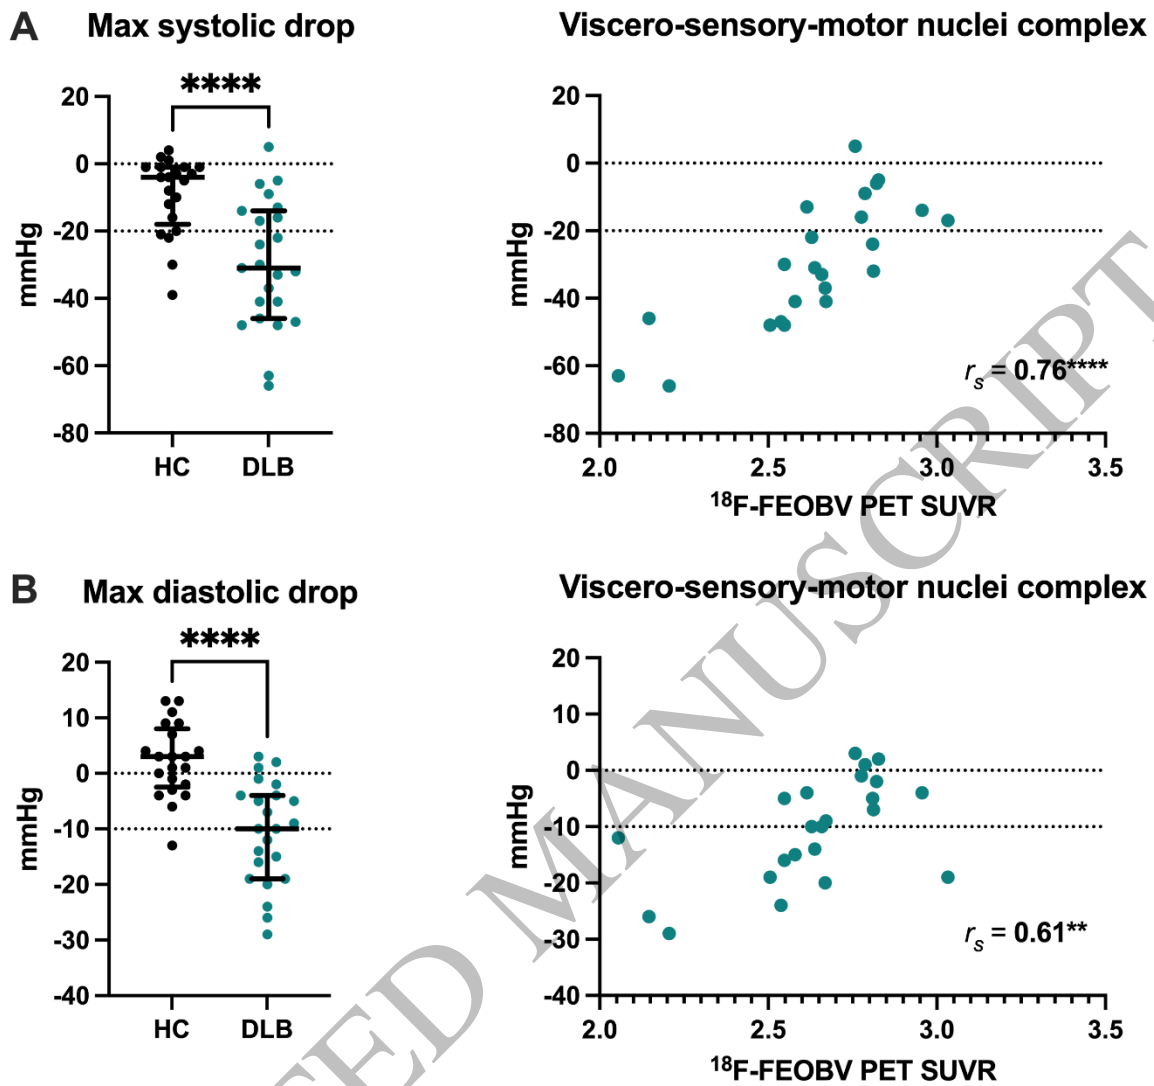 A Max systolic drop Viscero-sensory-motor nuclei complex
****
20
0
-20
-40
-60
-80
mmHg
HC DLB
20
0
-20
-40
-60
-80
mmHg
r_s = 0.76****
2.0 2.5 3.0 3.5
¹⁸F-FEOBV PET SUVR
B Max diastolic drop Viscero-sensory-motor nuclei complex
****
20
10
0
-10
-20
-30
-40
mmHg
HC DLB
20
10
0
-10
-20
-30
-40
mmHg
r_s = 0.61**
2.0 2.5 3.0 3.5
¹⁸F-FEOBV PET SUVR
TED MANUSCRIPT